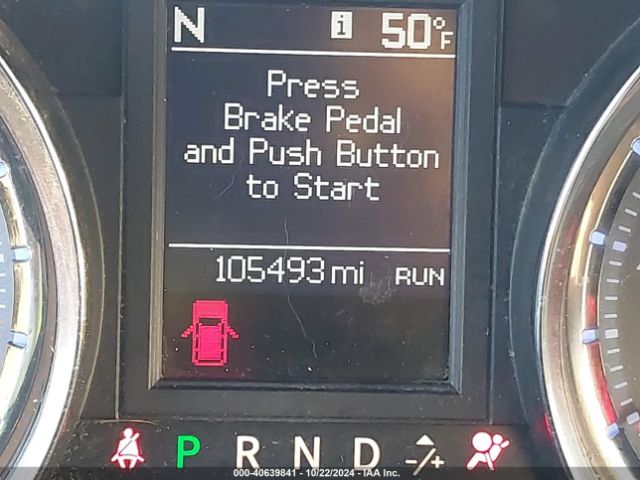 N i 50°F
Press
Brake Pedal
and Push Button
to Start
105493 mi RUN
P R N D -/+
000-40639841 - 10/22/2024 - IAA Inc.